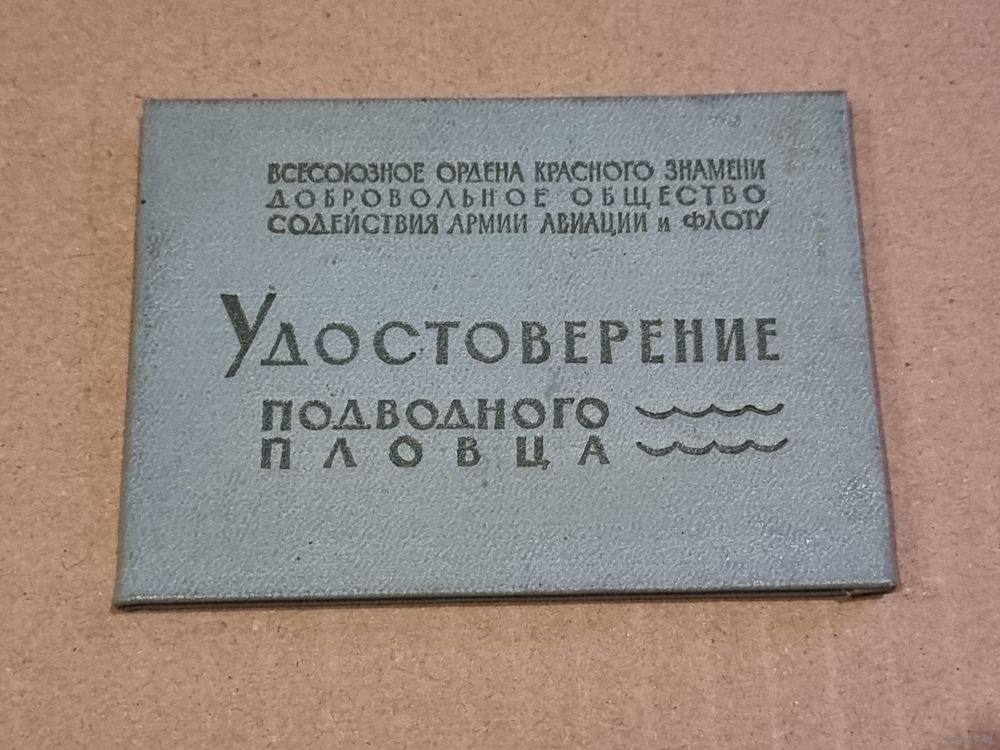 ВСЕСОЮЗНОЕ ОРДЕНА КРАСНОГО ЗНАМЕНИ
ДОБРОВОЛЬНОЕ ОБЩЕСТВО
СОДЕЙСТВИЯ АРМИИ АВИАЦИИ и ФЛОТУ
УДОСТОВЕРЕНИЕ
ПОДВОДНОГО
ПЛОВЦА